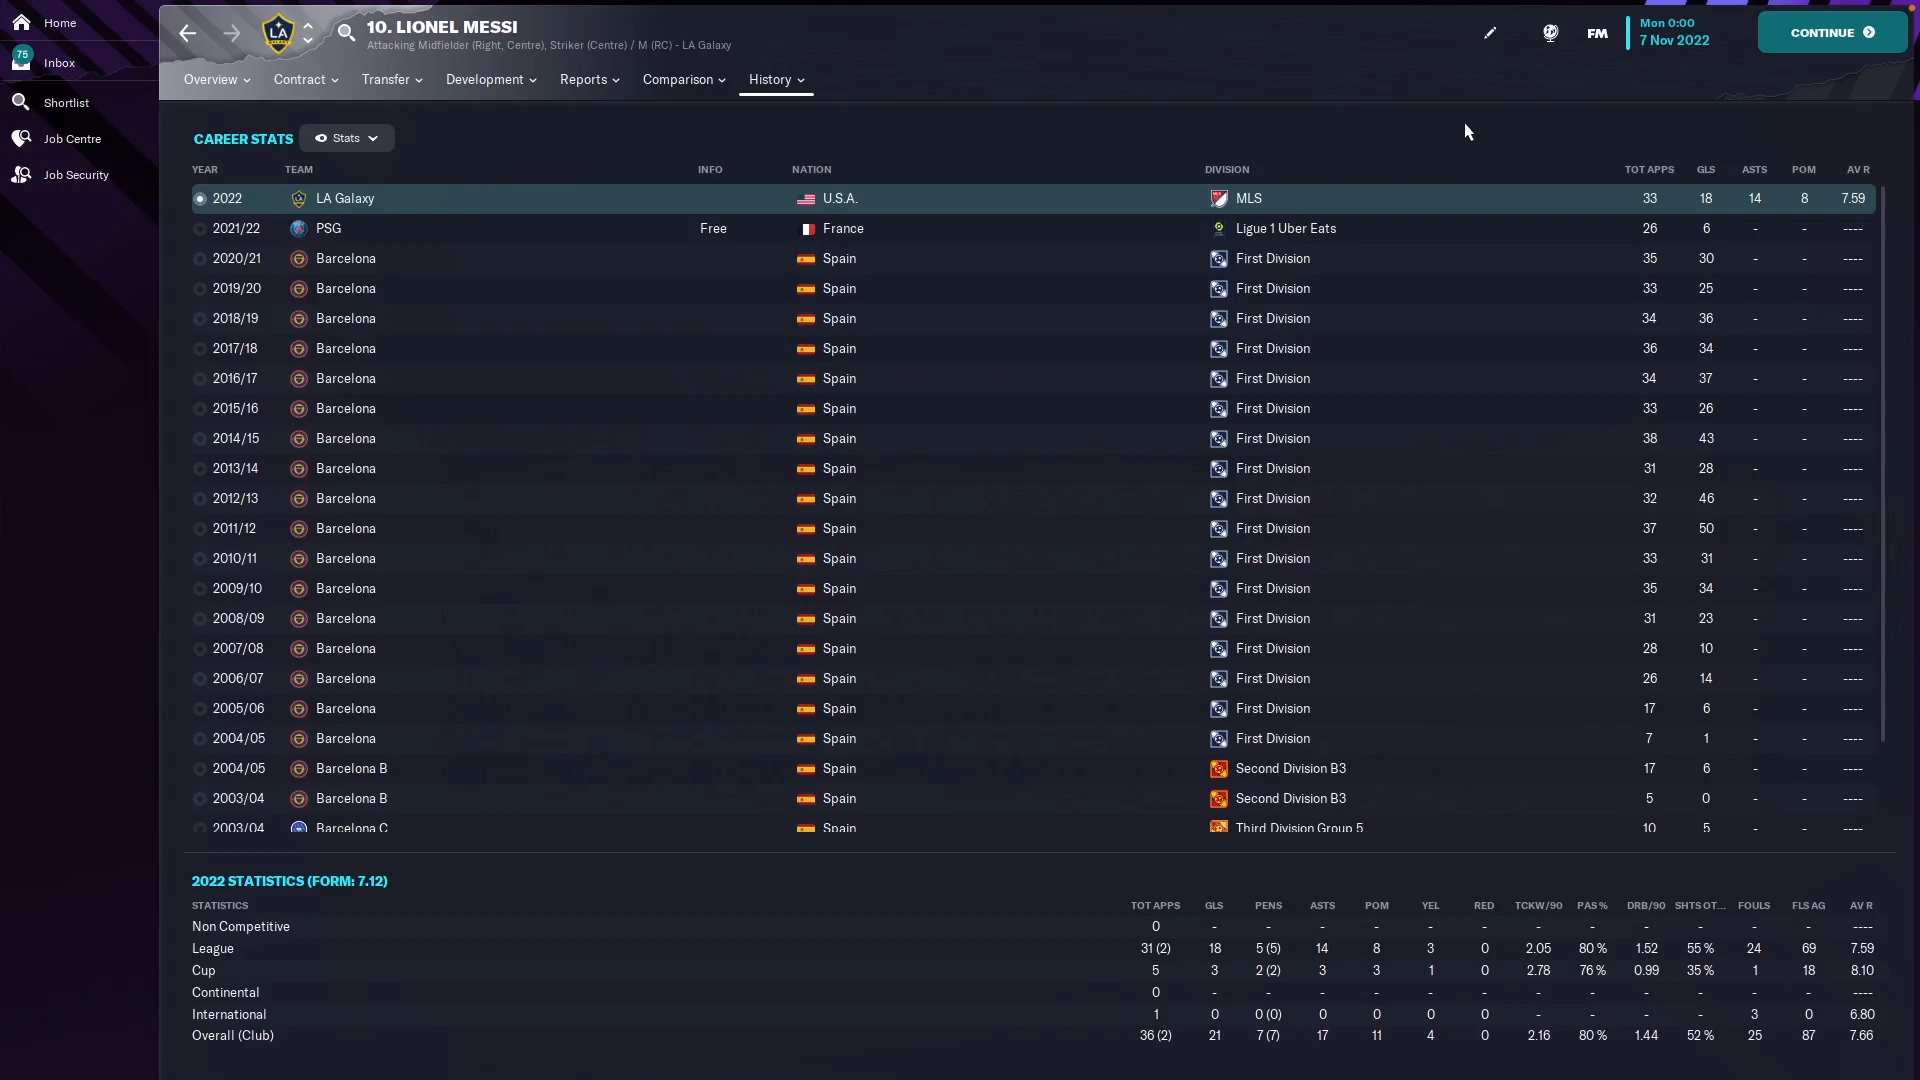 Home
75
Inbox
Shortlist
Job Centre
Job Security
10. LIONEL MESSI
Attacking Midfielder (Right, Centre), Striker (Centre) / M (RC) - LA Galaxy
FM
Mon 0:00
7 Nov 2022
CONTINUE
Overview Contract Transfer Development Reports Comparison History
CAREER STATS Stats
YEAR TEAM INFO NATION DIVISION TOT APPS GLS ASTS POM AV R
2022 LA Galaxy U.S.A. MLS 33 18 14 8 7.59
2021/22 PSG Free France Ligue 1 Uber Eats 26 6 - - ----
2020/21 Barcelona Spain First Division 35 30 - - ----
2019/20 Barcelona Spain First Division 33 25 - - ----
2018/19 Barcelona Spain First Division 34 36 - - ----
2017/18 Barcelona Spain First Division 36 34 - - ----
2016/17 Barcelona Spain First Division 34 37 - - ----
2015/16 Barcelona Spain First Division 33 26 - - ----
2014/15 Barcelona Spain First Division 38 43 - - ----
2013/14 Barcelona Spain First Division 31 28 - - ----
2012/13 Barcelona Spain First Division 32 46 - - ----
2011/12 Barcelona Spain First Division 37 50 - - ----
2010/11 Barcelona Spain First Division 33 31 - - ----
2009/10 Barcelona Spain First Division 35 34 - - ----
2008/09 Barcelona Spain First Division 31 23 - - ----
2007/08 Barcelona Spain First Division 28 10 - - ----
2006/07 Barcelona Spain First Division 26 14 - - ----
2005/06 Barcelona Spain First Division 17 6 - - ----
2004/05 Barcelona Spain First Division 7 1 - - ----
2004/05 Barcelona B Spain Second Division B3 17 6 - - ----
2003/04 Barcelona B Spain Second Division B3 5 0 - - ----
2003/04 Barcelona C Spain Third Division Group 5 10 5 - - ----
2022 STATISTICS (FORM: 7.12)
STATISTICS TOT APPS GLS PENS ASTS POM YEL RED TCKW/90 PAS % DRB/90 SHTS OT... FOULS FLS AG AV R
Non Competitive 0 - - - - - - - - - - - - ----
League 31 (2) 18 5 (5) 14 8 3 0 2.05 80 % 1.52 55 % 24 69 7.59
Cup 5 3 2 (2) 3 3 1 0 2.78 76 % 0.99 35 % 1 18 8.10
Continental 0 - - - - - - - - - - - - ----
International 1 0 0 (0) 0 0 0 0 - - - - 3 0 6.80
Overall (Club) 36 (2) 21 7 (7) 17 11 4 0 2.16 80 % 1.44 52 % 25 87 7.66